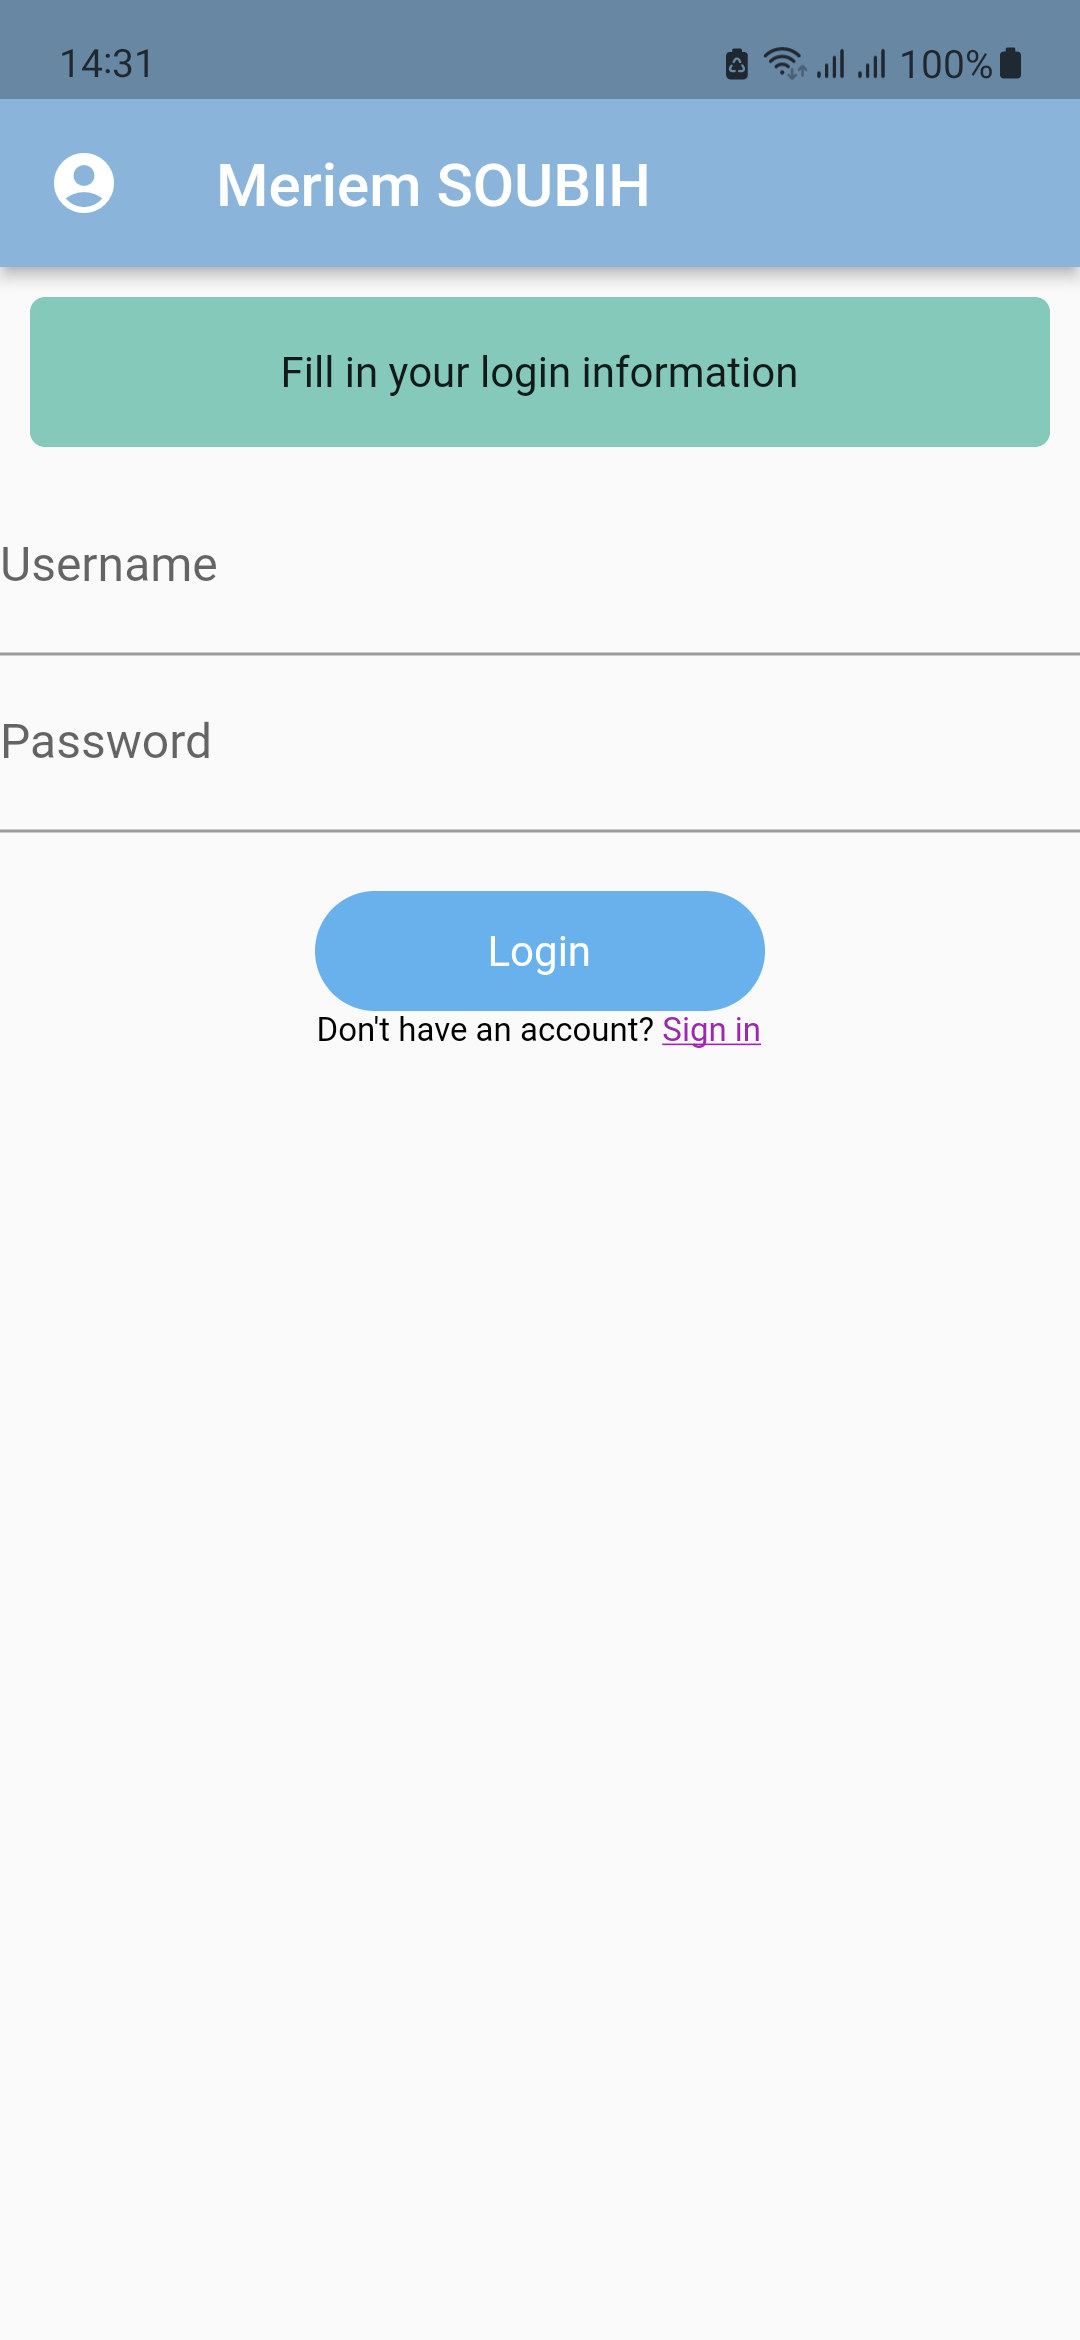 14:31 100%
Meriem SOUBIH
Fill in your login information
Username
Password
Login
Don't have an account? Sign in